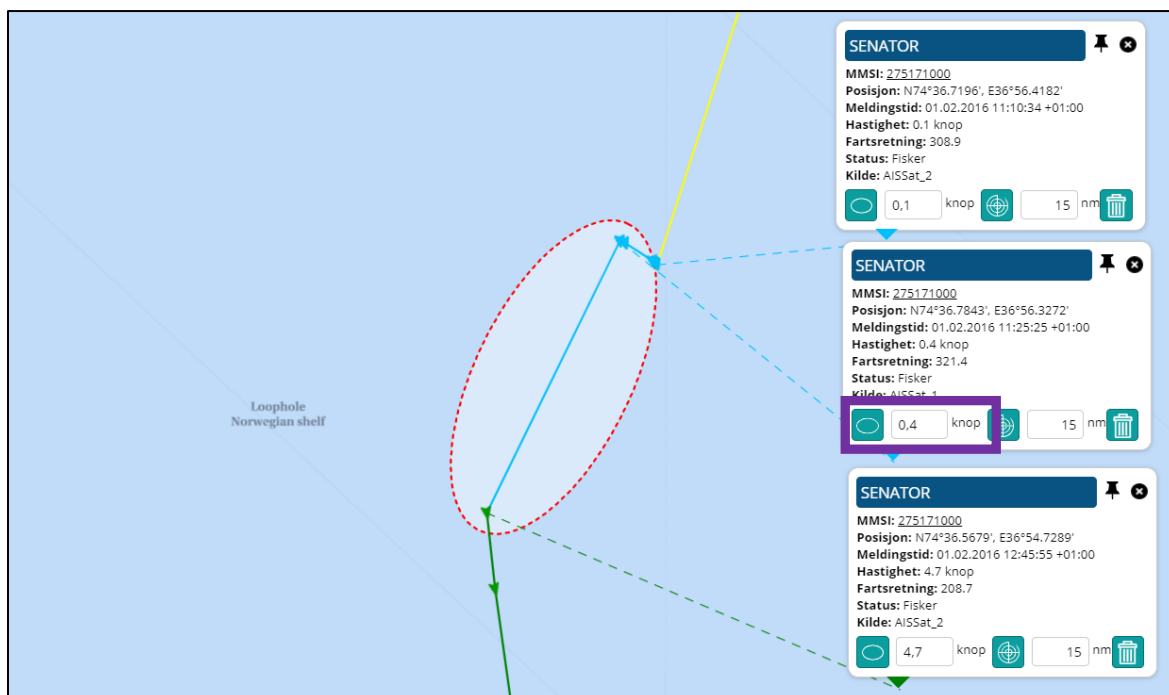 SENATOR
MMSI: 275171000
Posisjon: N74°36.7196', E36°56.4182'
Meldingstid: 01.02.2016 11:10:34 +01:00
Hastighet: 0.1 knop
Fartsretning: 308.9
Status: Fisker
Kilde: AISSat_2
0,1 knop 15 nm
SENATOR
MMSI: 275171000
Posisjon: N74°36.7843', E36°56.3272'
Meldingstid: 01.02.2016 11:25:25 +01:00
Hastighet: 0.4 knop
Fartsretning: 321.4
Status: Fisker
Kilde: AISSat_1
0,4 knop 15 nm
SENATOR
MMSI: 275171000
Posisjon: N74°36.5679', E36°54.7289'
Meldingstid: 01.02.2016 12:45:55 +01:00
Hastighet: 4.7 knop
Fartsretning: 208.7
Status: Fisker
Kilde: AISSat_2
4,7 knop 15 nm
Loophole
Norwegian shelf